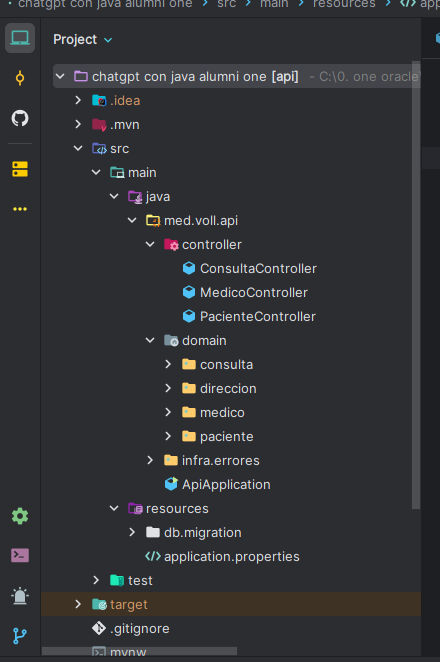 chatgpt con java alumni one > src > main > resources > </> app
Project
chatgpt con java alumni one [api] - C:\0. one oracle\
.idea
.mvn
src
main
java
med.voll.api
controller
ConsultaController
MedicoController
PacienteController
domain
consulta
direccion
medico
paciente
infra.errores
ApiApplication
resources
db.migration
</> application.properties
test
target
.gitignore
mvnw